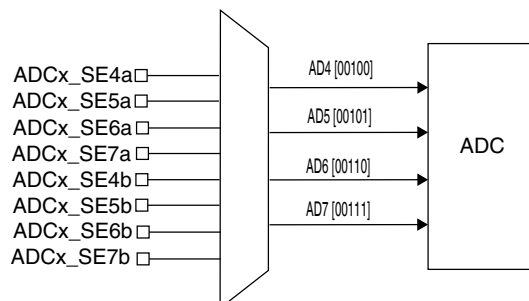 ADCx_SE4a
ADCx_SE5a
ADCx_SE6a
ADCx_SE7a
ADCx_SE4b
ADCx_SE5b
ADCx_SE6b
ADCx_SE7b
AD4 [00100]
AD5 [00101]
AD6 [00110]
AD7 [00111]
ADC